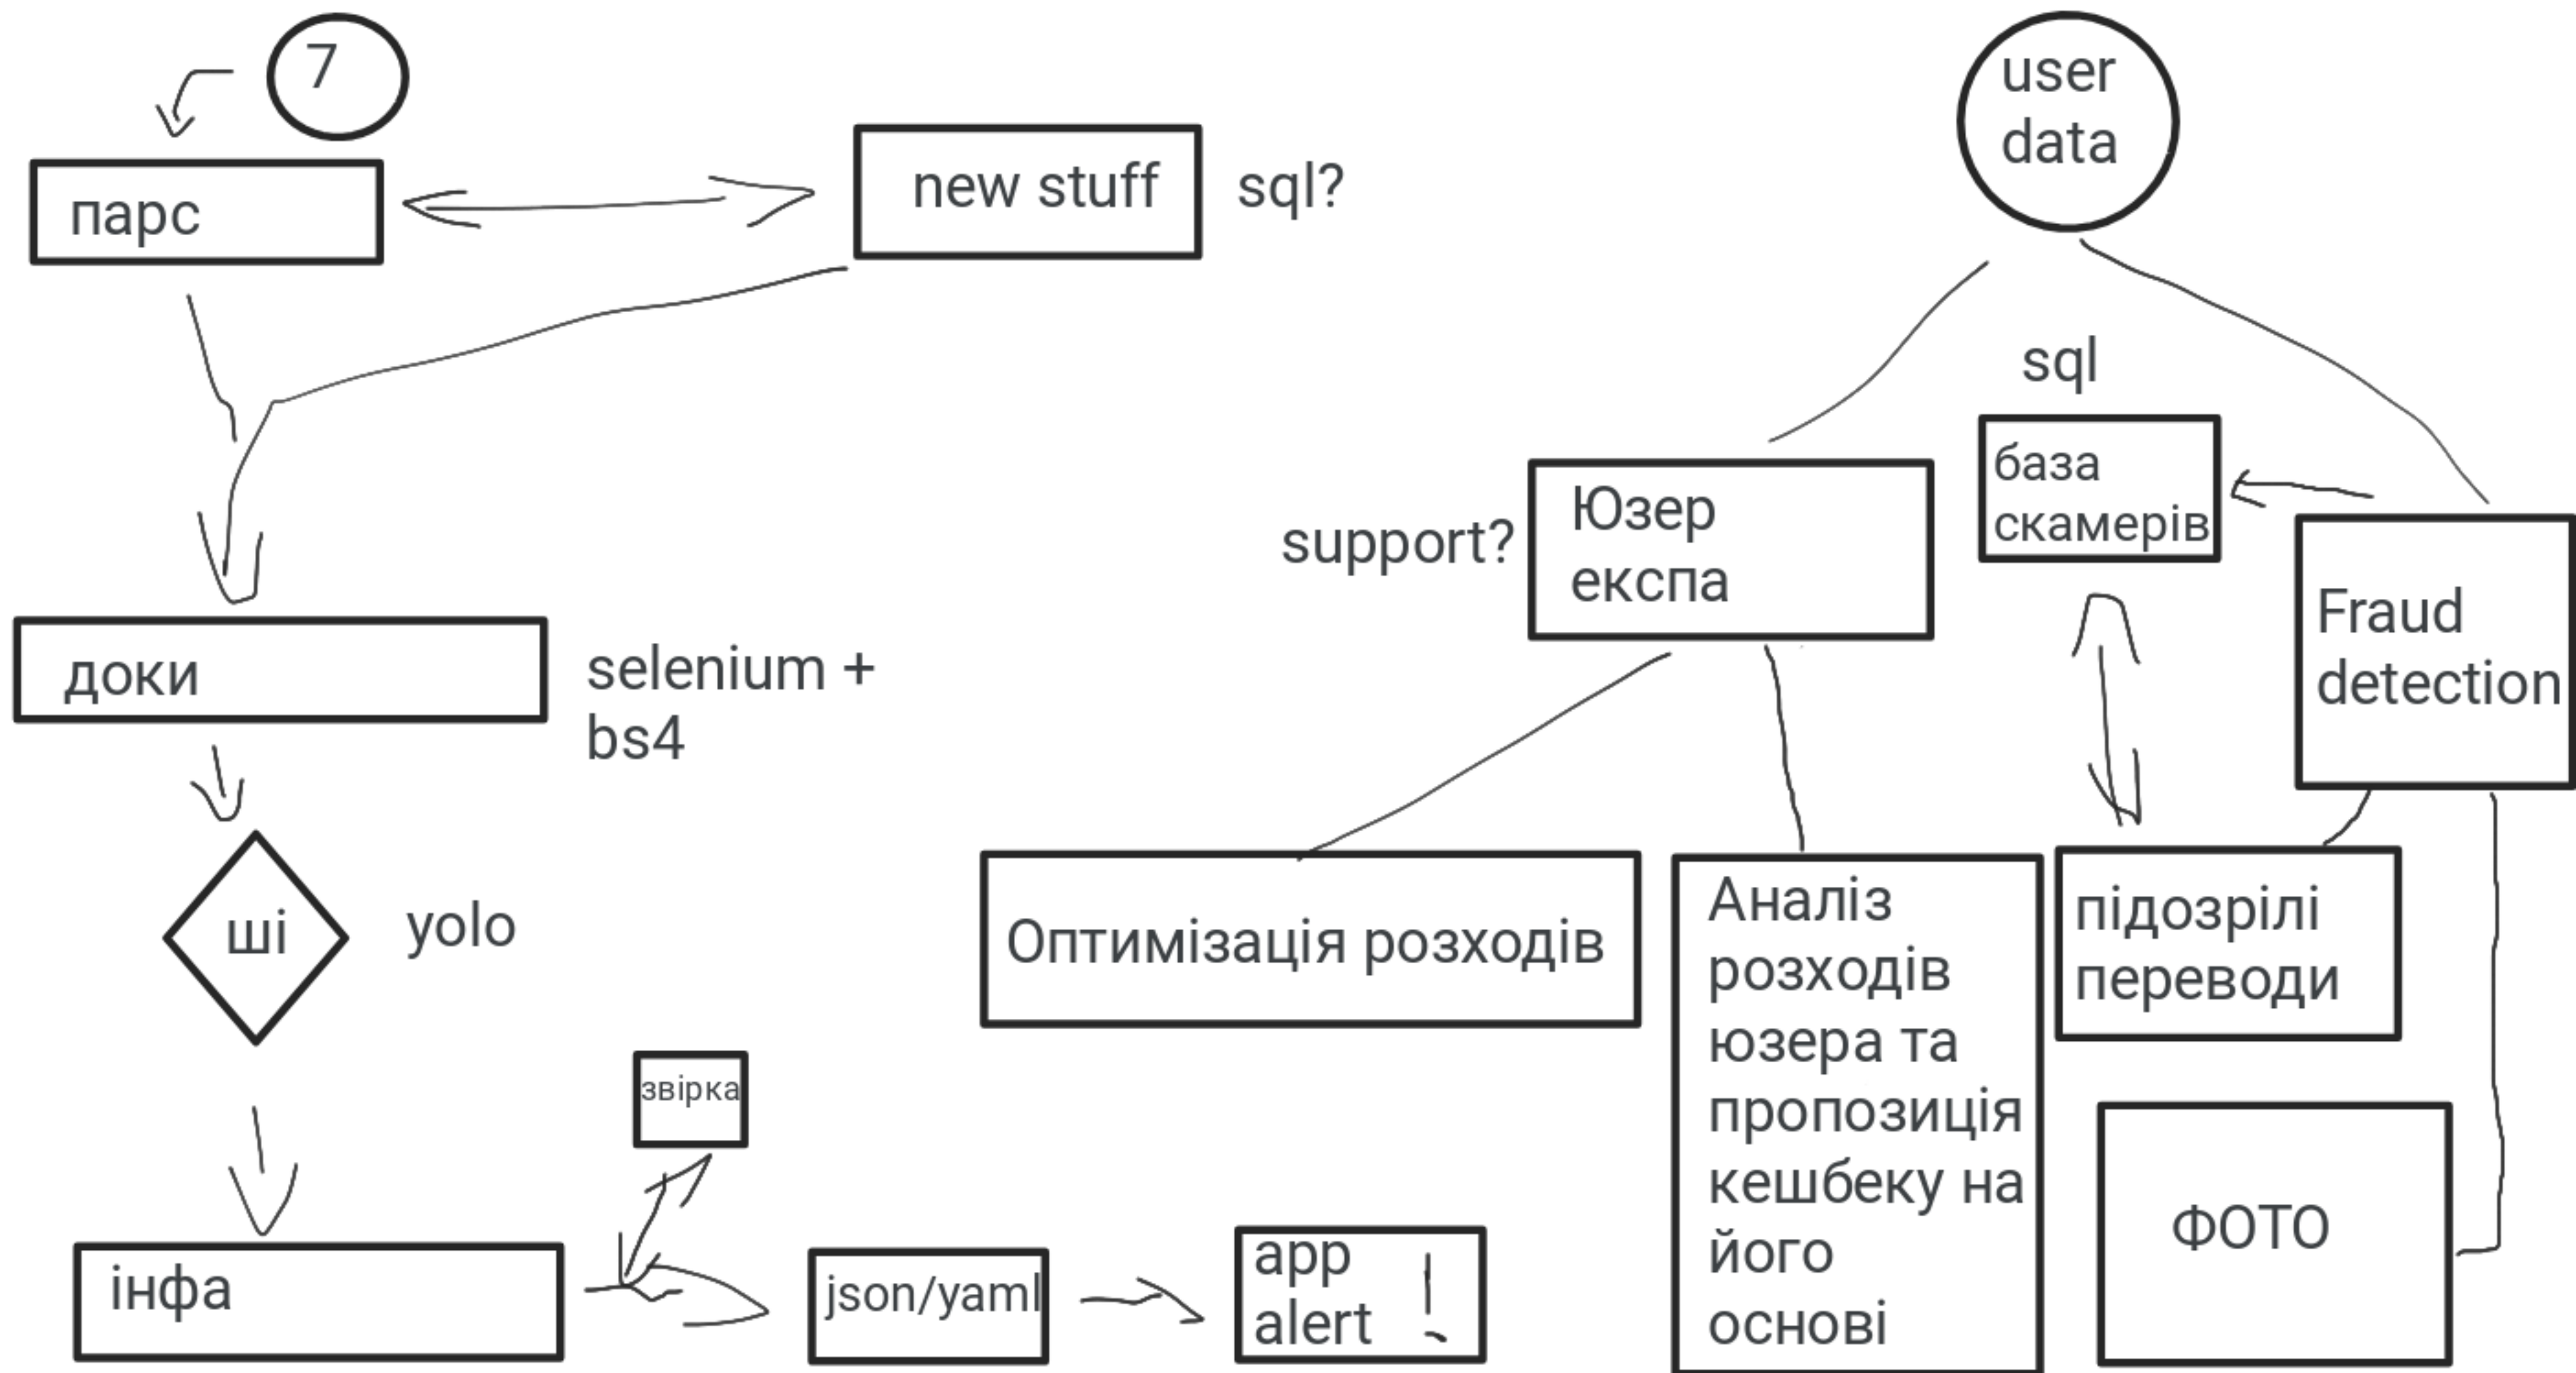 7
парс
new stuff
sql?
доки
selenium +
bs4
ші
yolo
звірка
інфа
json/yaml
app
alert
user
data
sql
база
скамерів
support?
Юзер
експа
Fraud
detection
Оптимізація розходів
Аналіз
розходів
юзера та
пропозиція
кешбеку на
його
основі
підозрілі
переводи
ФОТО